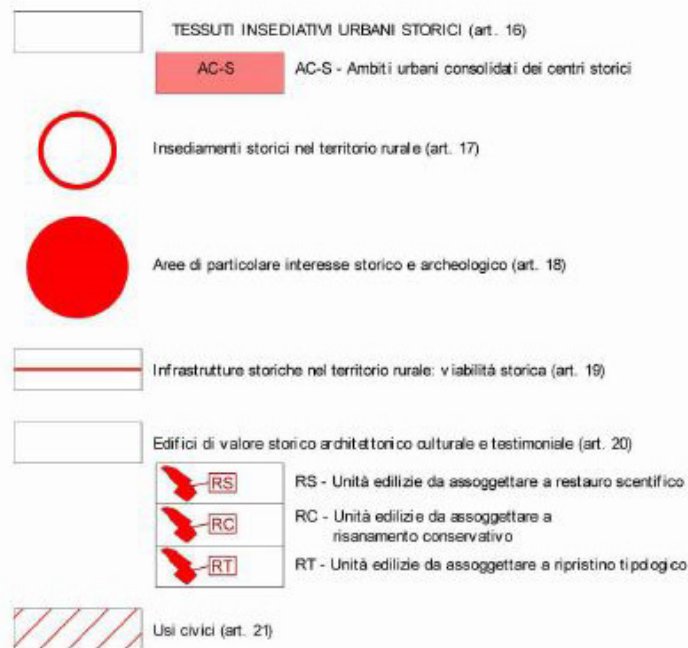 TESSUTI INSEDIATIVI URBANI STORICI (art. 16)
AC-S
AC-S - Ambiti urbani consolidati dei centri storici
Insediamenti storici nel territorio rurale (art. 17)
Aree di particolare interesse storico e archeologico (art. 18)
Infrastrutture storiche nel territorio rurale: viabilità storica (art. 19)
Edifici di valore storico architettorico culturale e testimoniale (art. 20)
RS
RS - Unità edilizie da assoggettare a restauro scentifico
RC
RC - Unità edilizie da assoggettare a
risanamento conservativo
RT
RT - Unità edilizie da assoggettare a ripristino tipologico
Usi civici (art. 21)